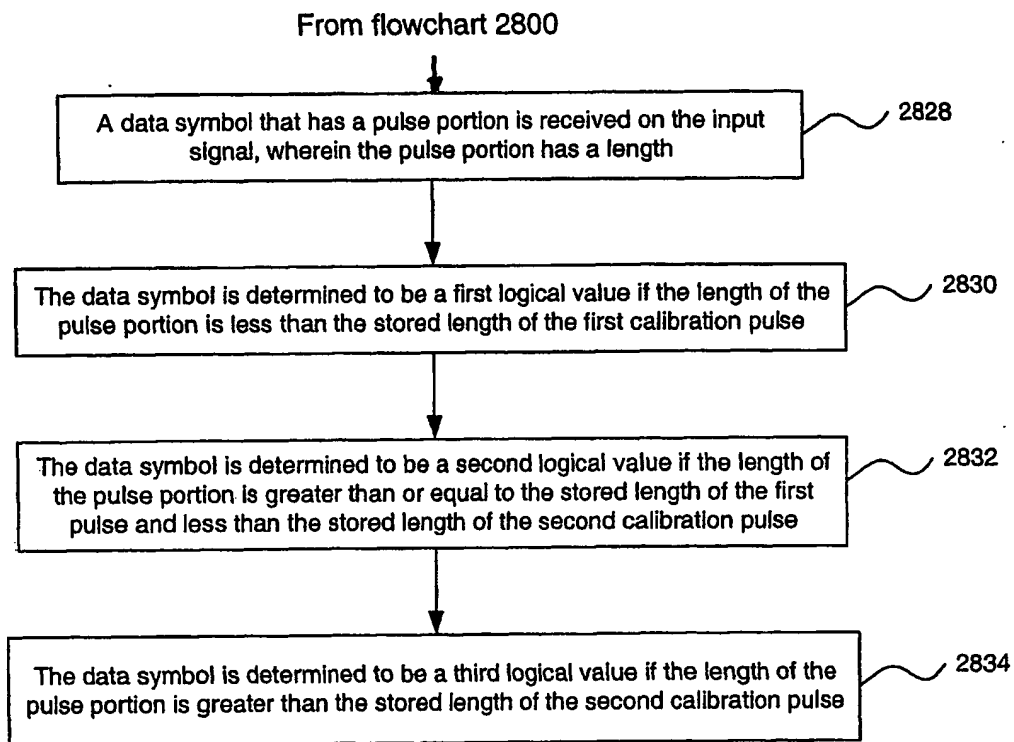 From flowchart 2800
A data symbol that has a pulse portion is received on the input
signal, wherein the pulse portion has a length
2828
The data symbol is determined to be a first logical value if the length of the
pulse portion is less than the stored length of the first calibration pulse
2830
The data symbol is determined to be a second logical value if the length of
the pulse portion is greater than or equal to the stored length of the first
pulse and less than the stored length of the second calibration pulse
2832
The data symbol is determined to be a third logical value if the length of the
pulse portion is greater than the stored length of the second calibration pulse
2834